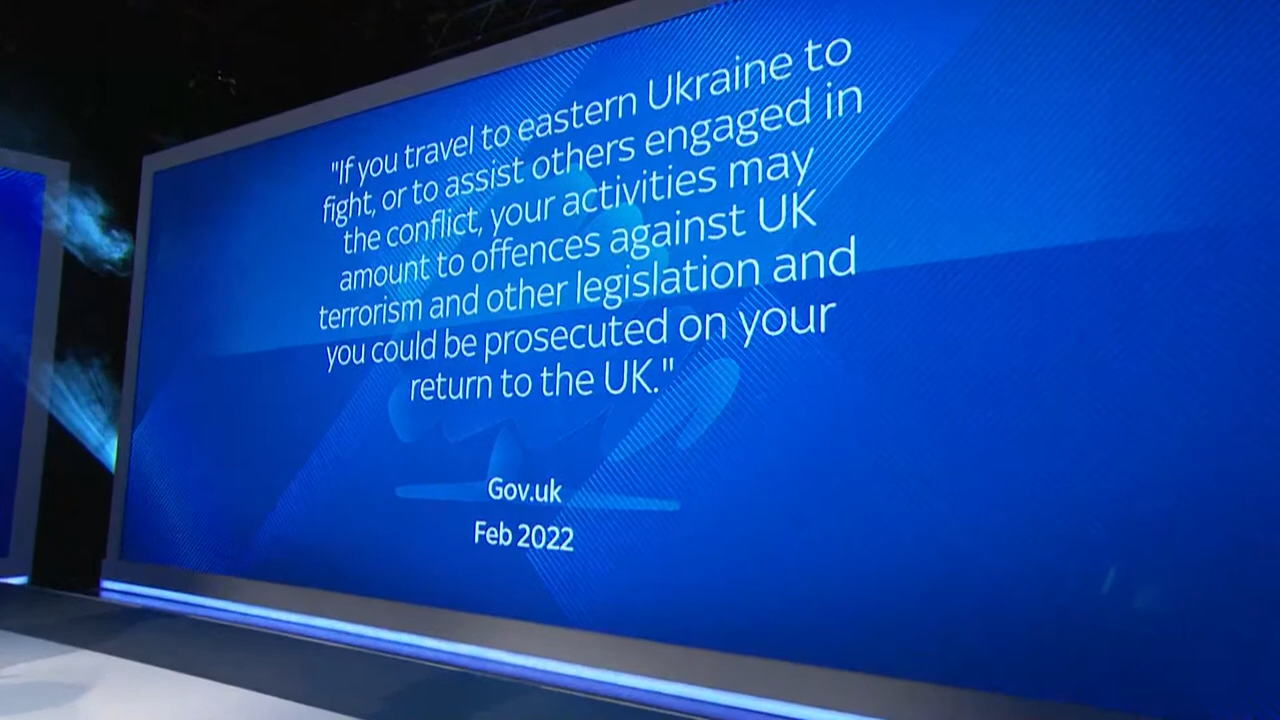 "If you travel to eastern Ukraine to
fight, or to assist others engaged in
the conflict, your activities may
amount to offences against UK
terrorism and other legislation and
you could be prosecuted on your
return to the UK."
Gov.uk
Feb 2022